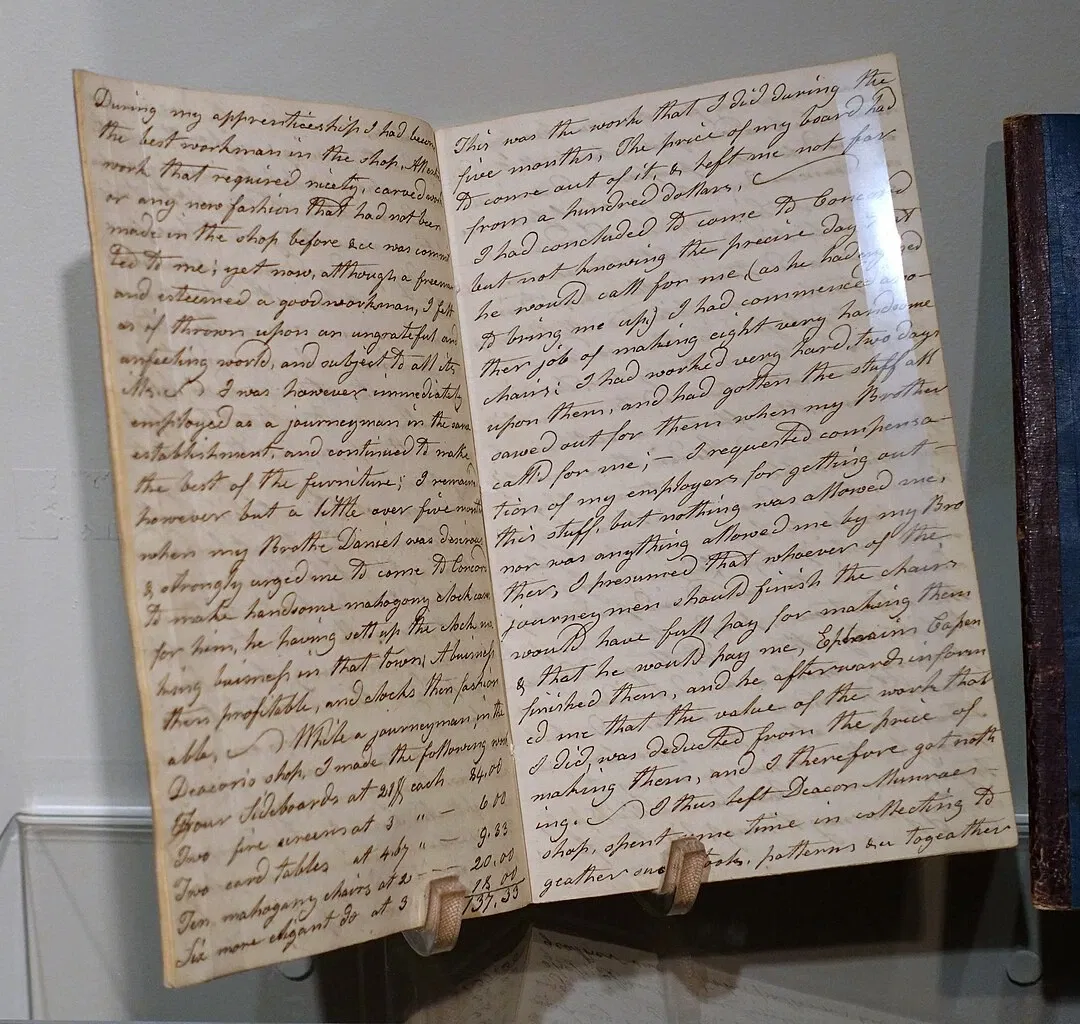 During my apprenticeship I had been
the best workman in the shop, All
work that required nicety, carved work
or any new fashion that had not been
made in the shop before &c was commit
ted to me; yet now, although a freeman
and esteemed a good workman, I felt
as if thrown upon an ungrateful an
unfeeling world, and subject to all its
I was however immediately
employed as a journeyman in the same
establishment, and continued to make
the best of the furniture; I remain
however but a little over five months
when my Brothe Daniel was desirous
& strongly urged me to come to Concord
to make handsome mahogany clock cases
for him, he having sett up the clock ma
king buisness in that town, A buisness
then profitable, and clocks then fashion
able, While a journeyman in the
Deacon's shop, I made the following work
Four Sideboards at 21$ each — 84,00
Two fire screens at 3 " — 6.00
Two card tables at 4.67 " — 9.33
Ten mahogany chairs at 2 — 20,00
Six more elegant do at 3 18,00
137,33
This was the work that I did during the
five months, The price of my board had
to come out of it, & left me not far
from a hundred dollars,
I had concluded to come to Concord
but not knowing the precise day that
he would call for me (as he had agreed
to bring me up,) I had commenced ano-
ther job of making eight very handsome
chairs; I had worked very hard, two days
upon them, and had gotten the stuff all
sawed out for them when my Brother
call'd for me; — I requested compensa-
tion of my employers for getting out
this stuff, but nothing was allowed me,
nor was anything allowed me by my Bro
ther, I presumed that whoever of the
journeymen should finish the chairs
would have full pay for making them
& that he would pay me, Ephraim Capen
finished them, and he afterwards inform
ed me that the value of the work that
I did, was deducted from the price of
making them, and I therefore got noth
ing. I thus left Deacon Munroes
shop, spent some time in collecting to
geather tools, patterns &c togeather